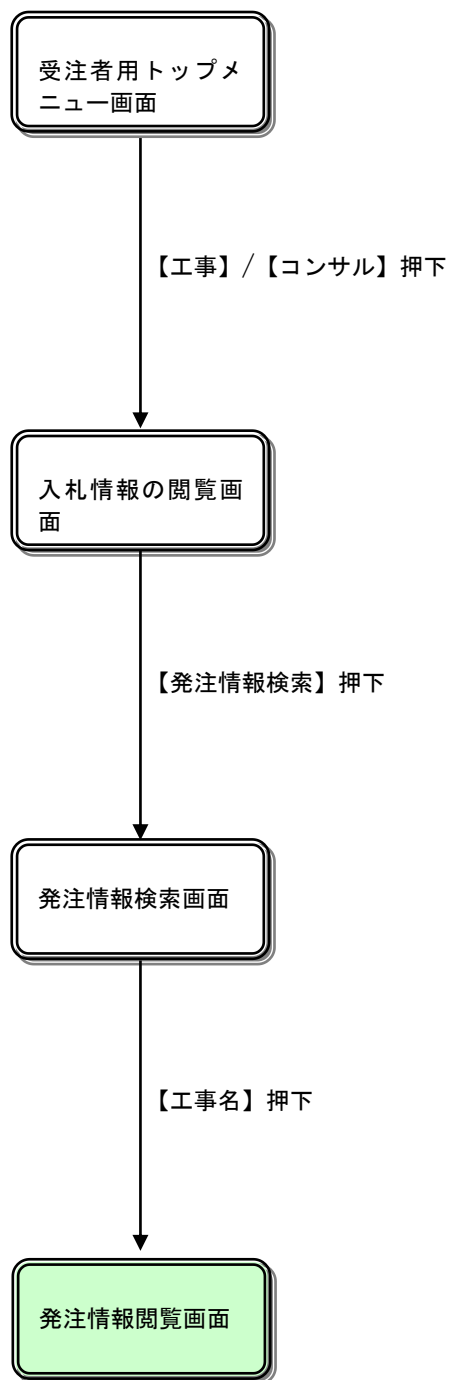 受注者用トップメ
ニュー画面
【工事】/【コンサル】押下
入札情報の閲覧画
面
【発注情報検索】押下
発注情報検索画面
【工事名】押下
発注情報閲覧画面